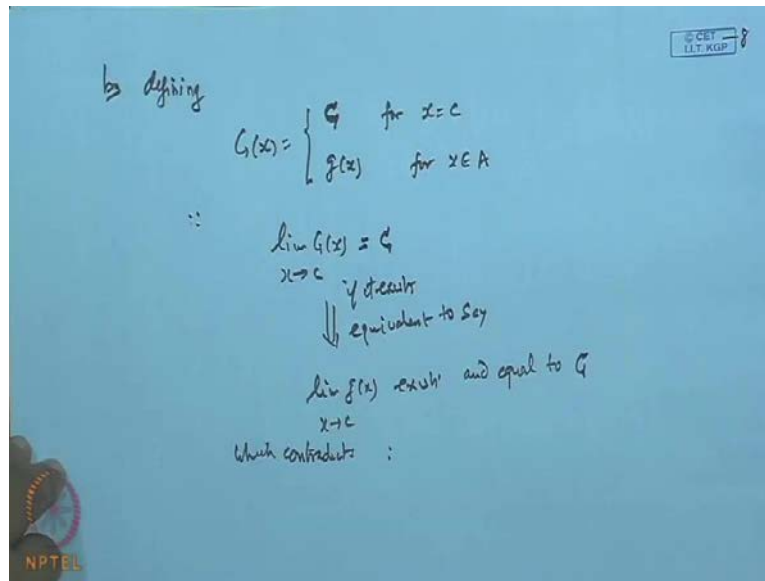 © CET
I.I.T. KGP
8
by defining
G(x) = { G for x = c
g(x) for x ∈ A
∵
lim G(x) = G
x→c
if it exists
⇓ equivalent to say
lim g(x) exists and equal to G
x→c
which contradicts :
NPTEL